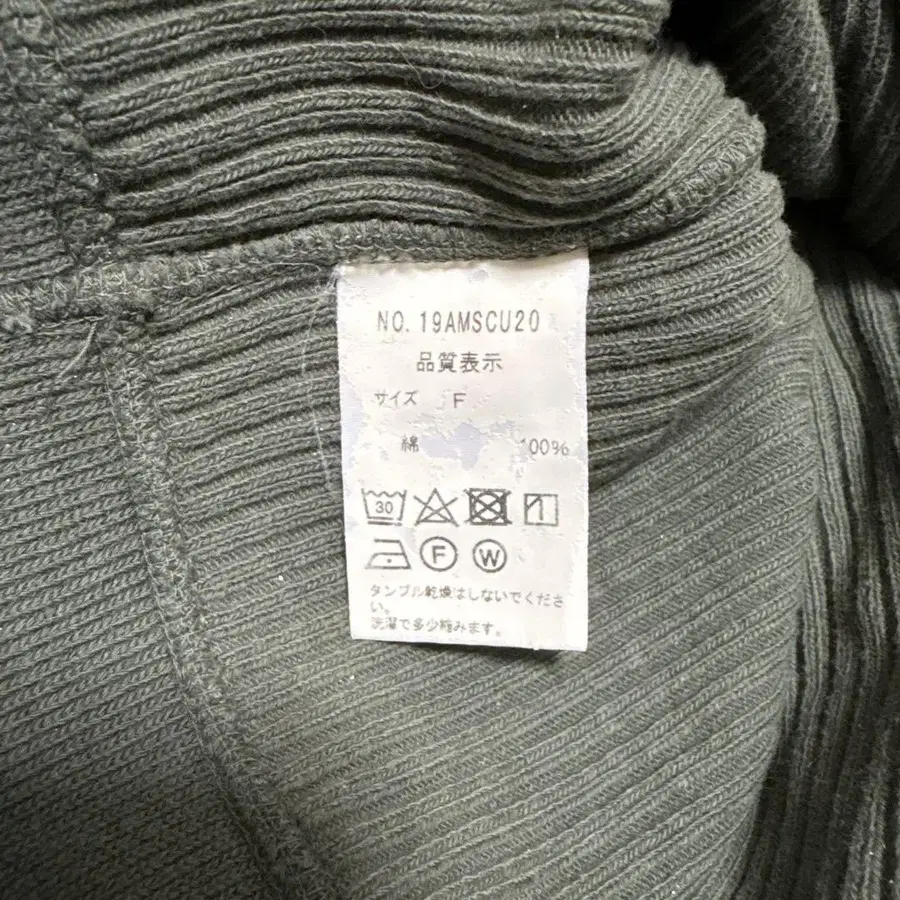 NO. 19AMSCU20
品質表示
サイズ F
綿 100%
30
F W
タンブル乾燥はしないでくださ
い。
洗濯で多少縮みます。